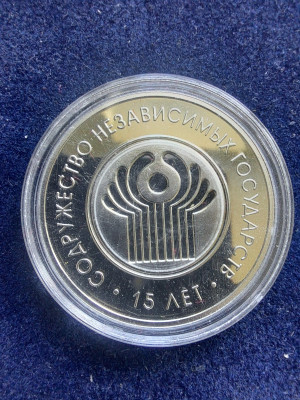 СОДРУЖЕСТВО НЕЗАВИСИМЫХ ГОСУДАРСТВ
· 15 ЛЕТ ·